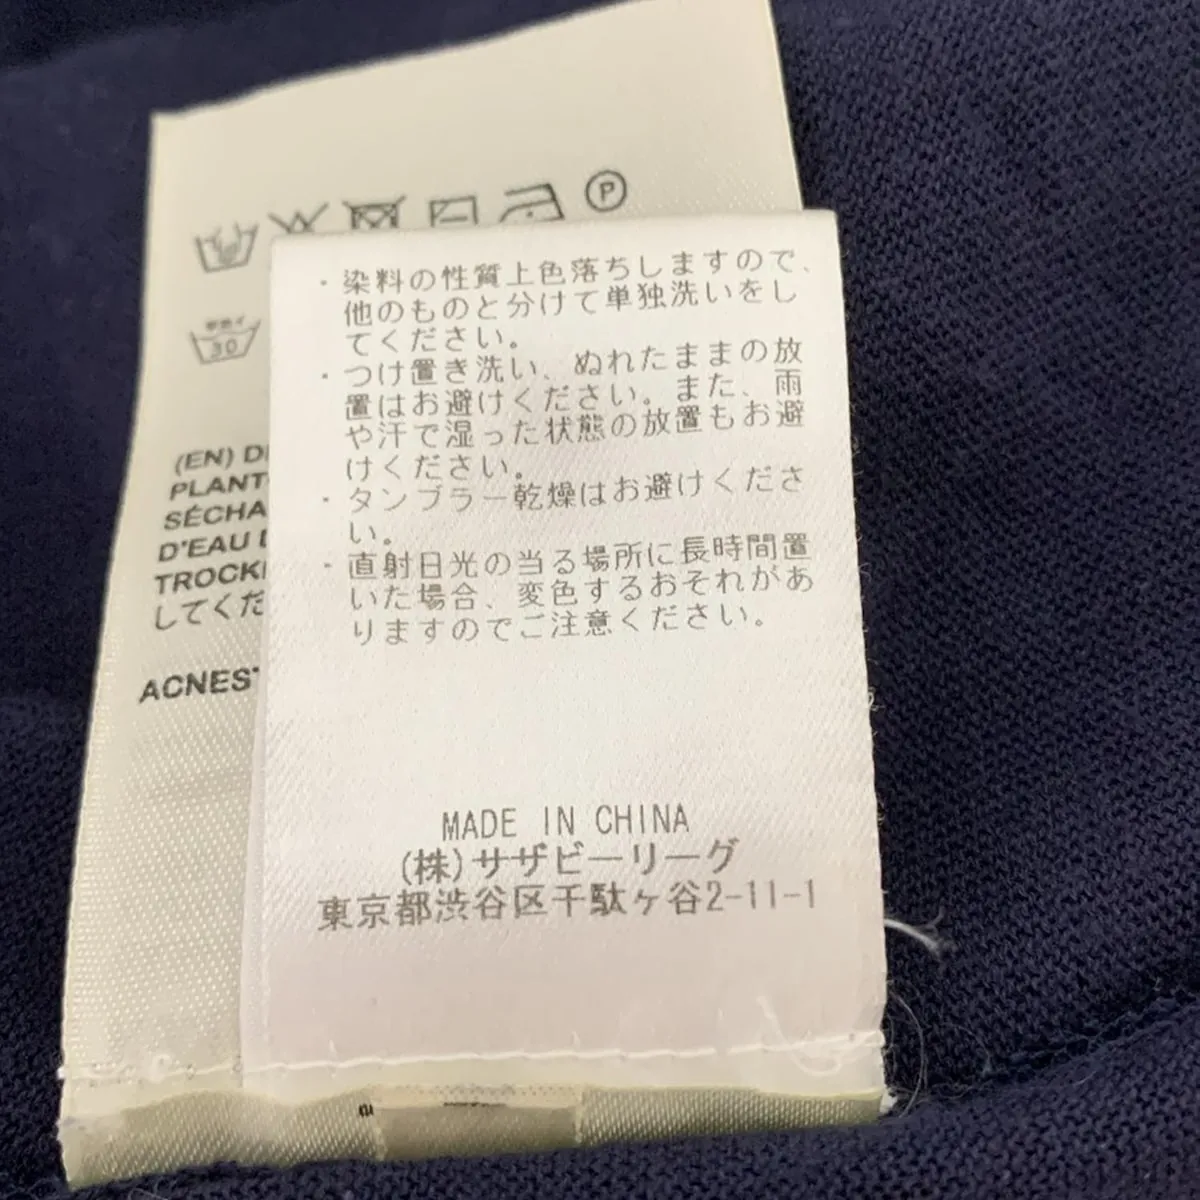 P
・染料の性質上色落ちしますので、
他のものと分けて単独洗いをし
てください。
・つけ置き洗い、ぬれたままの放
置はお避けください。また、雨
や汗で湿った状態の放置もお避
けください。
・タンブラー乾燥はお避けくださ
い。
・直射日光の当る場所に長時間置
いた場合、変色するおそれがあ
りますのでご注意ください。
MADE IN CHINA
(株)サザビーリーグ
東京都渋谷区千駄ヶ谷2-11-1
30
(EN) D
PLANT
SÉCHA
D'EAU
TROCK
してくだ
ACNEST